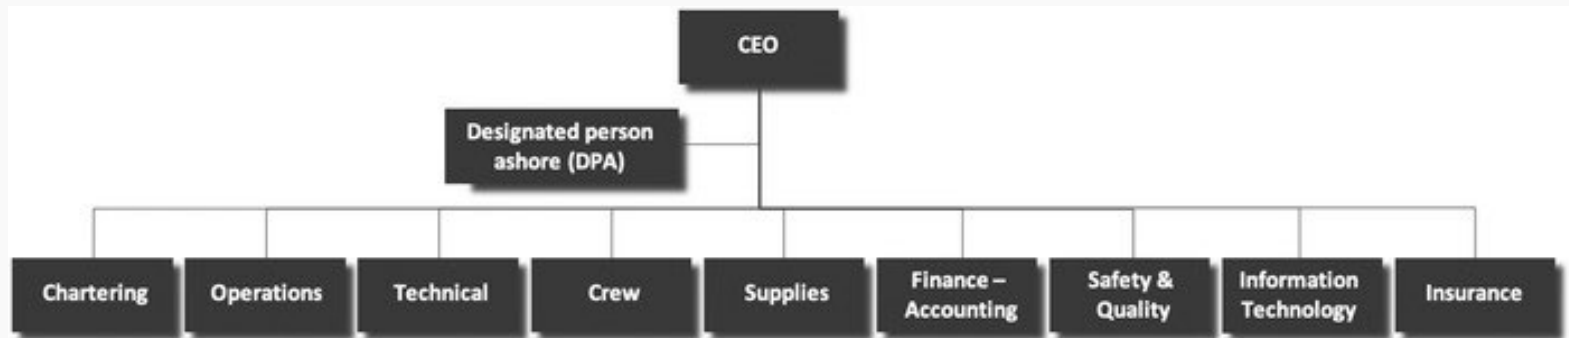 CEO
Designated person
ashore (DPA)
Chartering
Operations
Technical
Crew
Supplies
Finance –
Accounting
Safety &
Quality
Information
Technology
Insurance